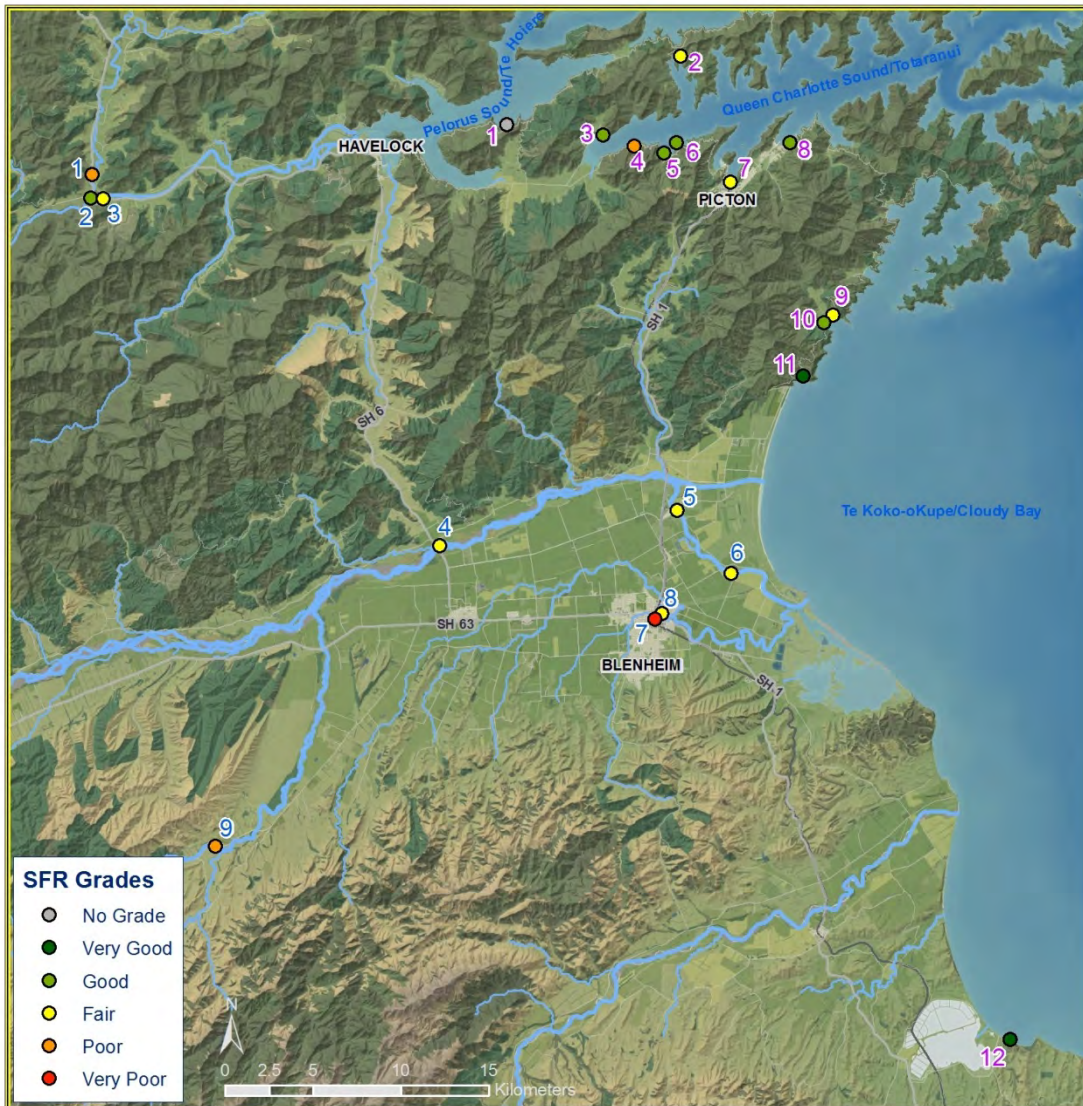 Pelorus Sound/Te Hoiere
Queen Charlotte Sound/Totaranui
2
1
3
4
5
6
8
HAVELOCK
7
PICTON
1
2
3
SH 1
9
10
11
SH 6
5
Te Koko-oKupe/Cloudy Bay
4
6
8
7
SH 63
BLENHEIM
SH 1
9
SFR Grades
No Grade
Very Good
Good
Fair
Poor
Very Poor
N
0 2.5 5 10 15
Kilometers
12